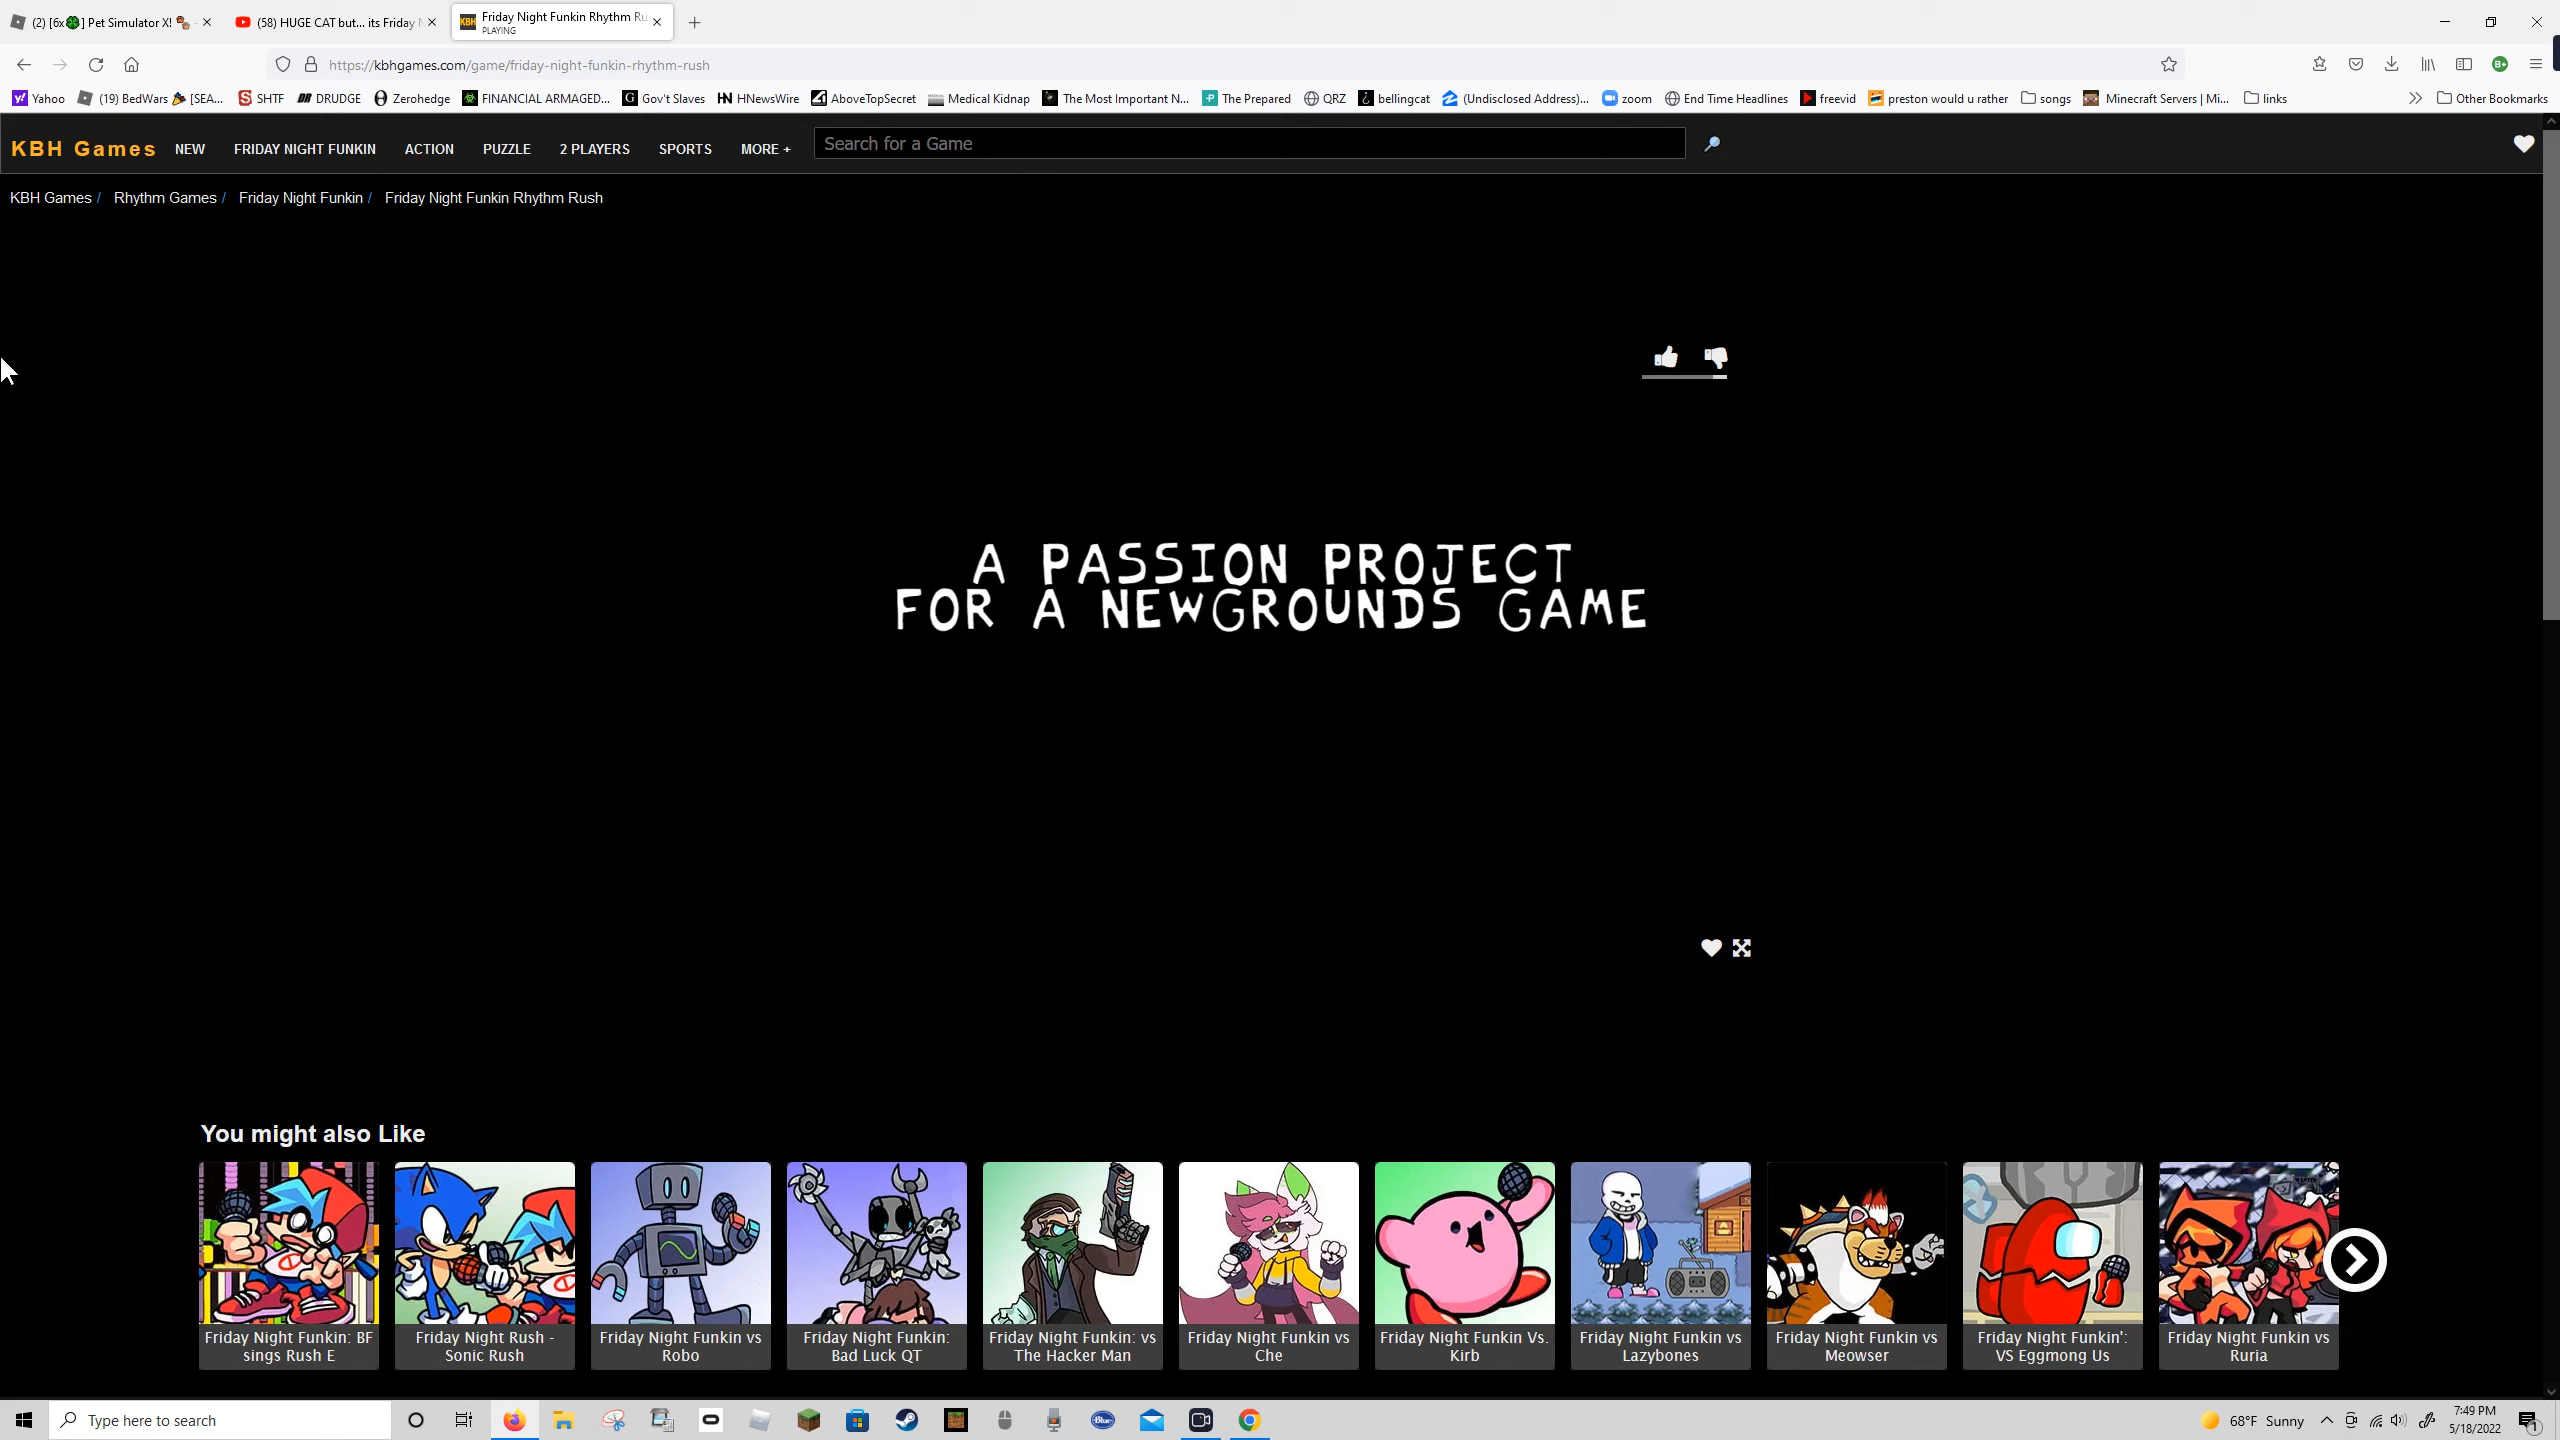 (2) [6x🍀] Pet Simulator X! 🐾
(58) HUGE CAT but... its Friday
Friday Night Funkin Rhythm Ru
PLAYING
https://kbhgames.com/game/friday-night-funkin-rhythm-rush
Yahoo (19) BedWars 🎉 [SEA... SHTF DRUDGE Zerohedge FINANCIAL ARMAGED... Gov't Slaves HNewsWire AboveTopSecret Medical Kidnap The Most Important N... The Prepared QRZ bellingcat (Undisclosed Address)... zoom End Time Headlines freevid preston would u rather songs Minecraft Servers | Mi... links Other Bookmarks
KBH Games NEW FRIDAY NIGHT FUNKIN ACTION PUZZLE 2 PLAYERS SPORTS MORE + Search for a Game
KBH Games / Rhythm Games / Friday Night Funkin / Friday Night Funkin Rhythm Rush
A PASSION PROJECT
FOR A NEWGROUNDS GAME
You might also Like
Friday Night Funkin: BF
sings Rush E
Friday Night Rush -
Sonic Rush
Friday Night Funkin vs
Robo
Friday Night Funkin:
Bad Luck QT
Friday Night Funkin: vs
The Hacker Man
Friday Night Funkin vs
Che
Friday Night Funkin Vs.
Kirb
Friday Night Funkin vs
Lazybones
Friday Night Funkin vs
Meowser
Friday Night Funkin':
VS Eggmong Us
Friday Night Funkin vs
Ruria
Type here to search
68°F Sunny
7:49 PM
5/18/2022
1